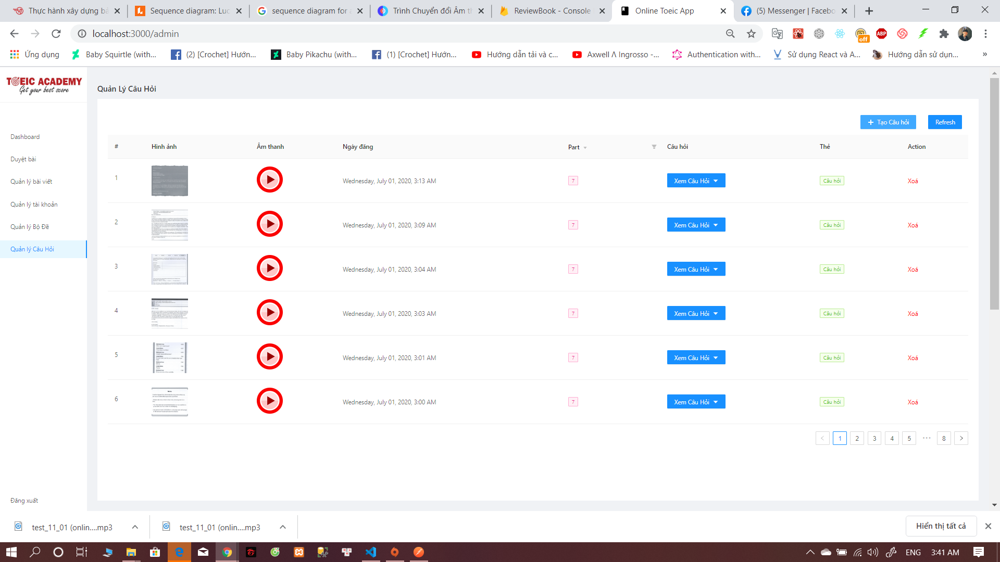 Thực hành xây dựng bả
Sequence diagram: Luc
sequence diagram for a
Trình Chuyển đổi Âm th
ReviewBook - Console
Online Toeic App
(5) Messenger | Facebo
localhost:3000/admin
off
ABP
Ứng dụng
Baby Squirtle (with...
(2) [Crochet] Hướn...
Baby Pikachu (with...
(1) [Crochet] Hướn...
Hướng dẫn tải và c...
Axwell Λ Ingrosso -...
Authentication with...
Sử dụng React và A...
Hướng dẫn sử dụn...
»
TOEIC ACADEMY
Get your best score
Dashboard
Duyệt bài
Quản lý bài viết
Quản lý tài khoản
Quản lý Bộ Đề
Quản lý Câu Hỏi
Đăng xuất
Quản Lý Câu Hỏi
+ Tạo Câu hỏi
Refresh
# Hình ảnh Âm thanh Ngày đăng Part Câu hỏi Thẻ Action
1 Wednesday, July 01, 2020, 3:13 AM 7 Xem Câu Hỏi Câu hỏi Xoá
2 Wednesday, July 01, 2020, 3:09 AM 7 Xem Câu Hỏi Câu hỏi Xoá
3 Wednesday, July 01, 2020, 3:04 AM 7 Xem Câu Hỏi Câu hỏi Xoá
4 Wednesday, July 01, 2020, 3:03 AM 7 Xem Câu Hỏi Câu hỏi Xoá
5 Wednesday, July 01, 2020, 3:01 AM 7 Xem Câu Hỏi Câu hỏi Xoá
6 Wednesday, July 01, 2020, 3:00 AM 7 Xem Câu Hỏi Câu hỏi Xoá
< 1 2 3 4 5 ••• 8 >
test_11_01 (onlin....mp3
test_11_01 (onlin....mp3
Hiển thị tất cả
ENG
3:41 AM